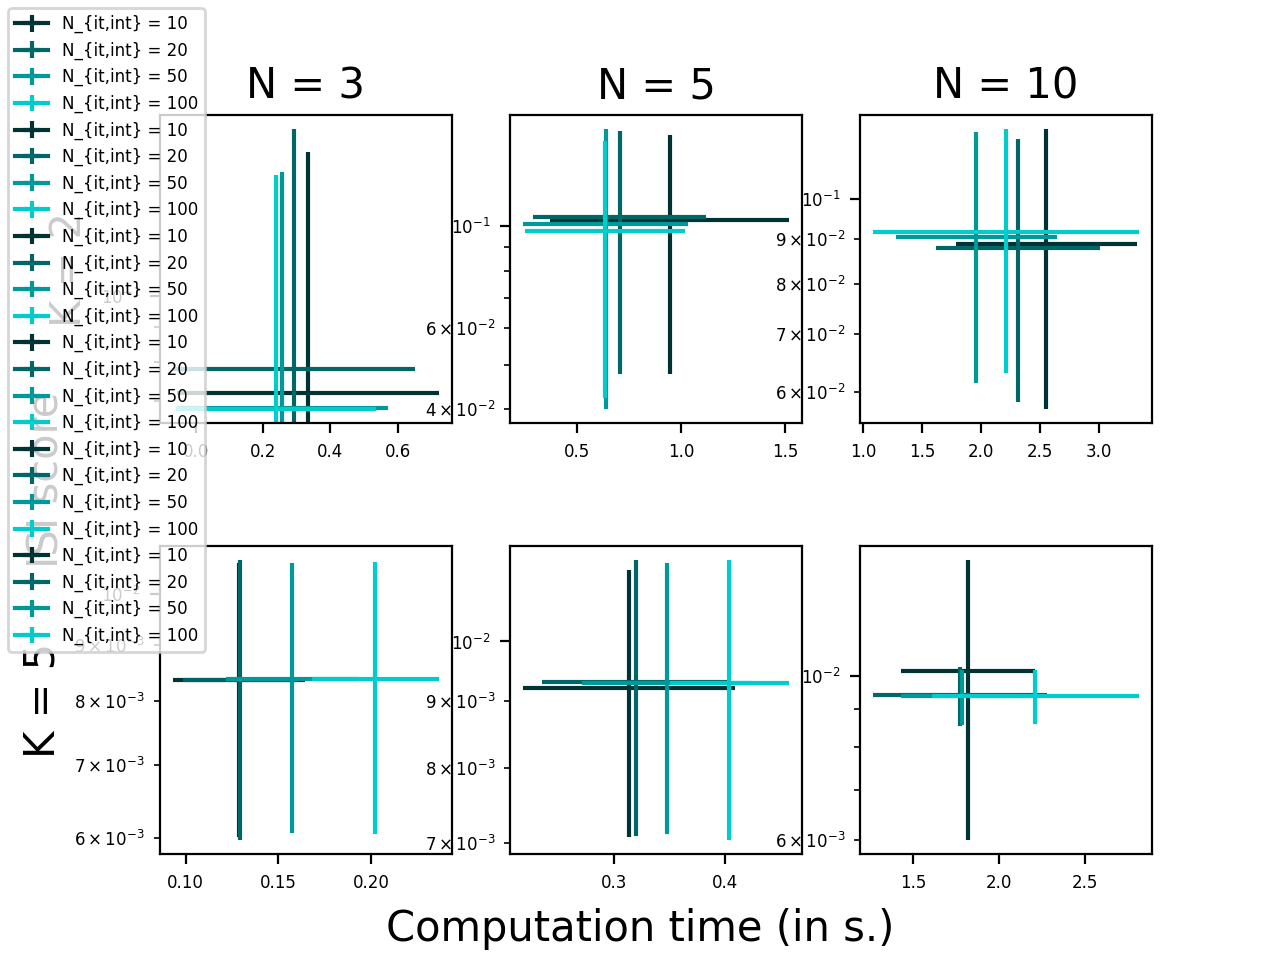 N_{it,int} = 10
N_{it,int} = 20
N_{it,int} = 50
N_{it,int} = 100
N_{it,int} = 10
N_{it,int} = 20
N_{it,int} = 50
N_{it,int} = 100
N_{it,int} = 10
N_{it,int} = 20
N_{it,int} = 50
N_{it,int} = 100
N_{it,int} = 10
N_{it,int} = 20
N_{it,int} = 50
N_{it,int} = 100
N_{it,int} = 10
N_{it,int} = 20
N_{it,int} = 50
N_{it,int} = 100
N_{it,int} = 10
N_{it,int} = 20
N_{it,int} = 50
N_{it,int} = 100
N = 3
N = 5
N = 10
K = 2
ISI score
K = 5
0.0 0.2 0.4 0.6
10⁻¹
6×10⁻²
4×10⁻²
0.5 1.0 1.5
10⁻¹
9×10⁻²
8×10⁻²
7×10⁻²
6×10⁻²
1.0 1.5 2.0 2.5 3.0
9×10⁻³
8×10⁻³
7×10⁻³
6×10⁻³
0.10 0.15 0.20
10⁻²
9×10⁻³
8×10⁻³
7×10⁻³
0.3 0.4
10⁻²
6×10⁻³
1.5 2.0 2.5
Computation time (in s.)